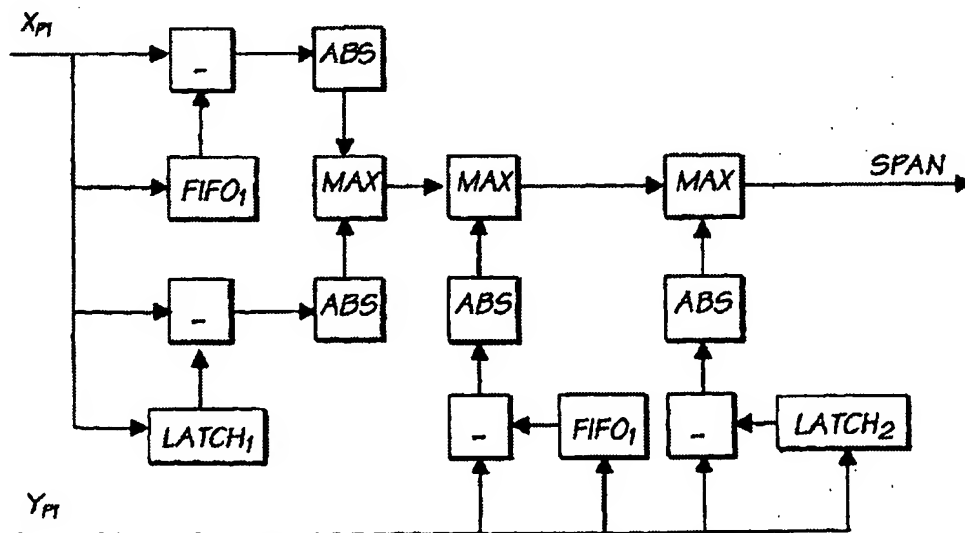 X_P1
- ABS
FIFO₁ MAX MAX MAX SPAN
- ABS ABS ABS
LATCH₁ - FIFO₁ - LATCH₂
Y_P1